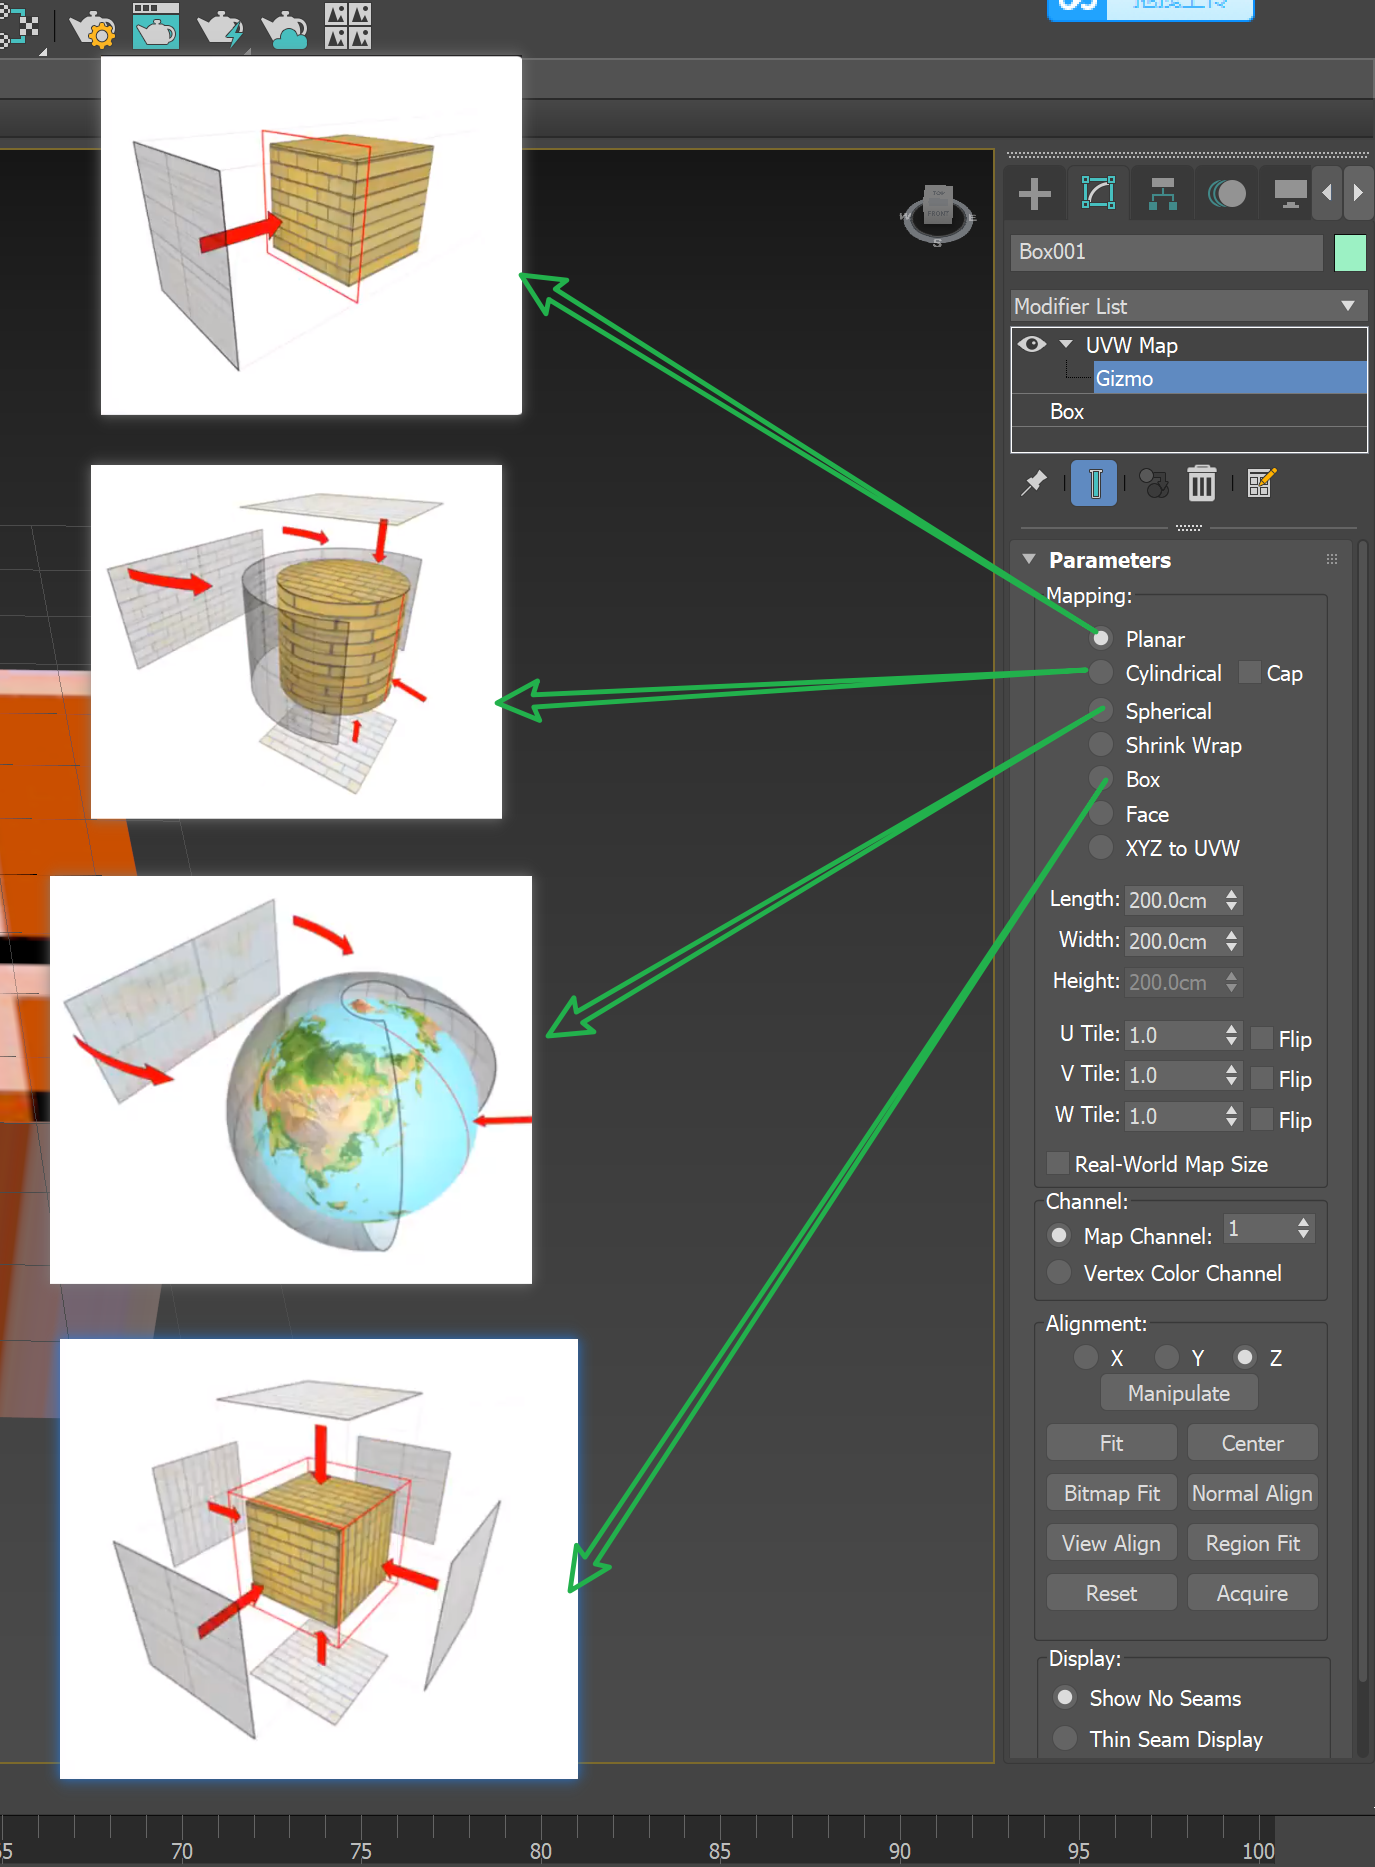 TOP
FRONT
W
E
S
Box001
Modifier List
UVW Map
Gizmo
Box
Parameters
Mapping:
Planar
Cylindrical Cap
Spherical
Shrink Wrap
Box
Face
XYZ to UVW
Length: 200.0cm
Width: 200.0cm
Height: 200.0cm
U Tile: 1.0 Flip
V Tile: 1.0 Flip
W Tile: 1.0 Flip
Real-World Map Size
Channel:
Map Channel: 1
Vertex Color Channel
Alignment:
X Y Z
Manipulate
Fit Center
Bitmap Fit Normal Align
View Align Region Fit
Reset Acquire
Display:
Show No Seams
Thin Seam Display
70 75 80 85 90 95 100